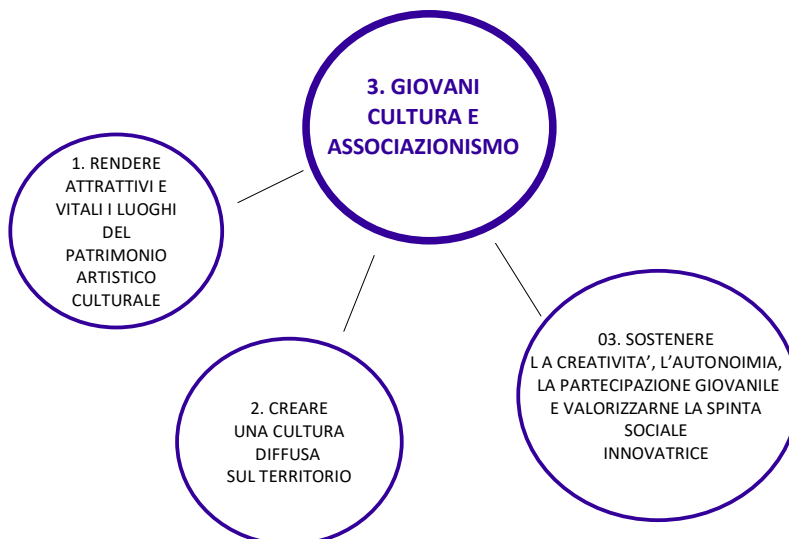 3. GIOVANI
CULTURA E
ASSOCIAZIONISMO
1. RENDERE
ATTRATTIVI E
VITALI I LUOGHI
DEL
PATRIMONIO
ARTISTICO
CULTURALE
2. CREARE
UNA CULTURA
DIFFUSA
SUL TERRITORIO
03. SOSTENERE
L A CREATIVITA’, L’AUTONOIMIA,
LA PARTECIPAZIONE GIOVANILE
E VALORIZZARNE LA SPINTA
SOCIALE
INNOVATRICE